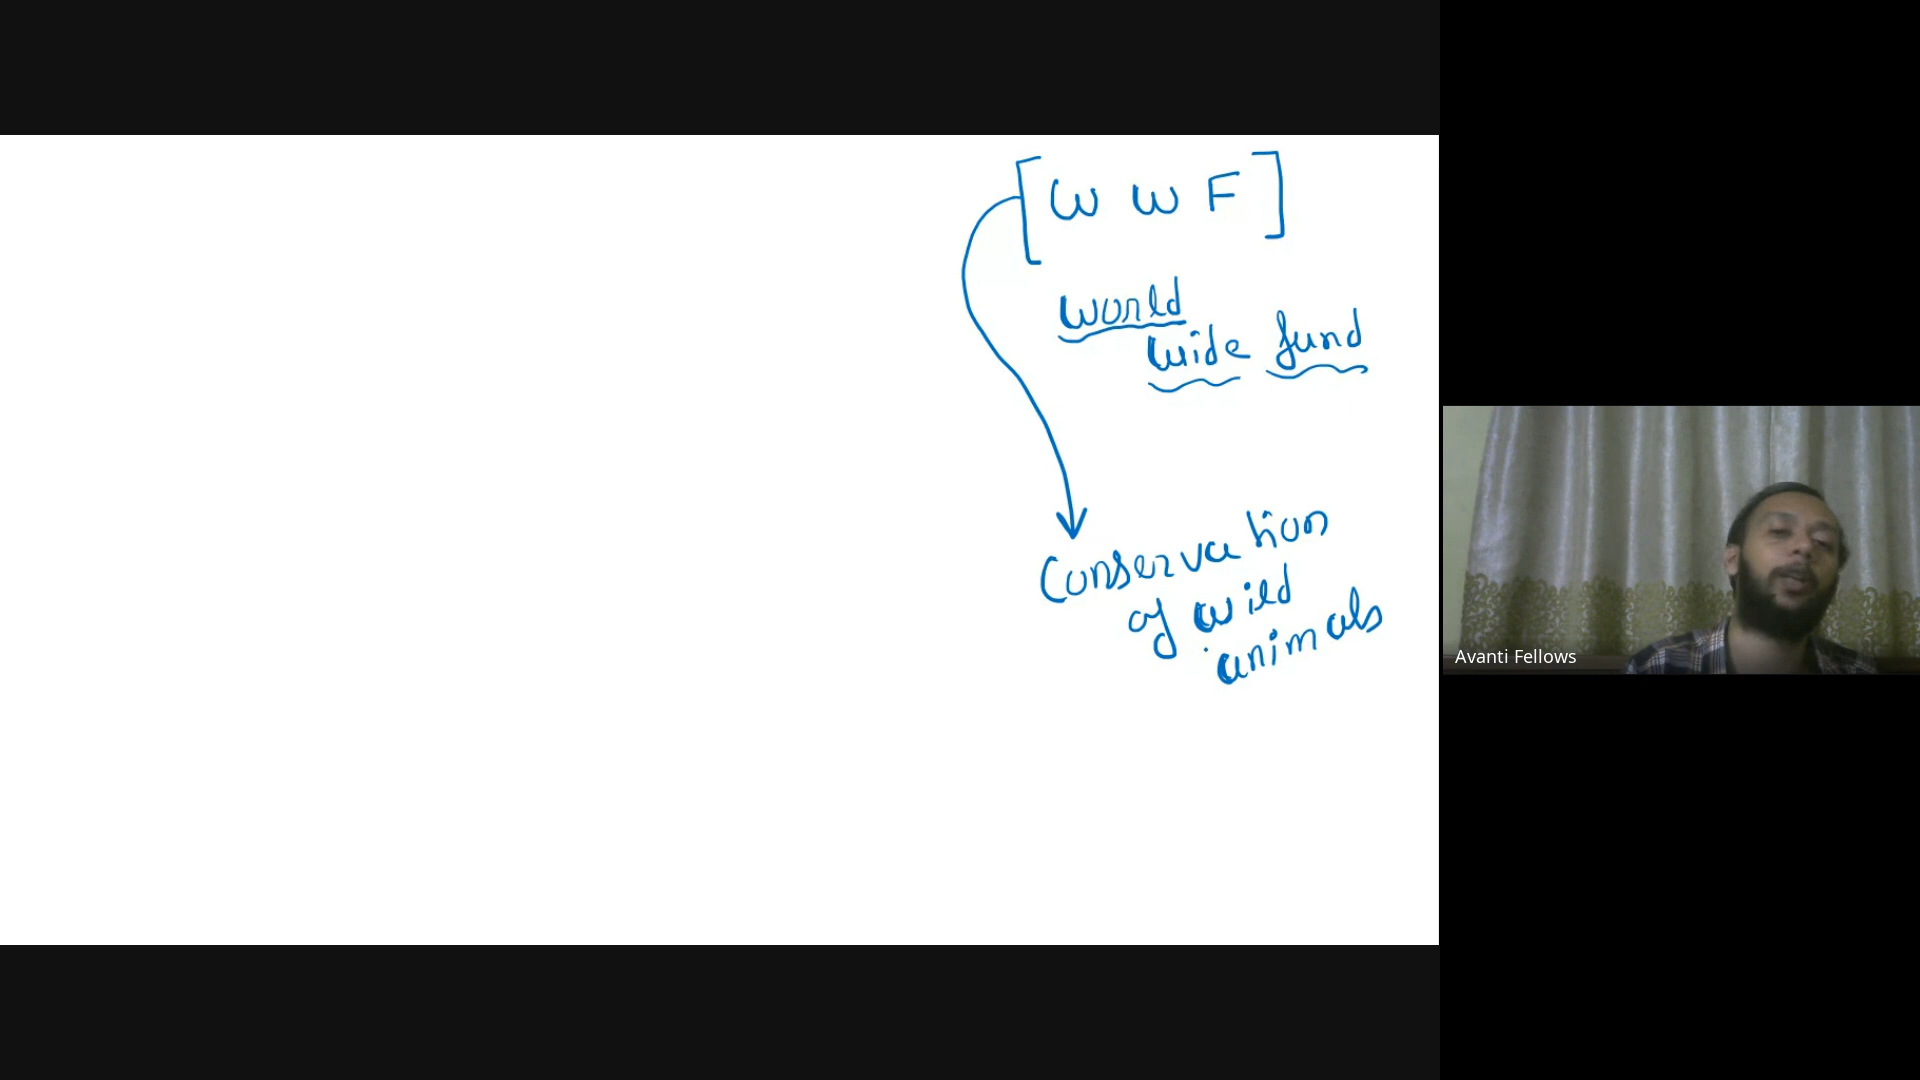 [W W F]
world
wide fund
Conservation
of wild
animals
Avanti Fellows